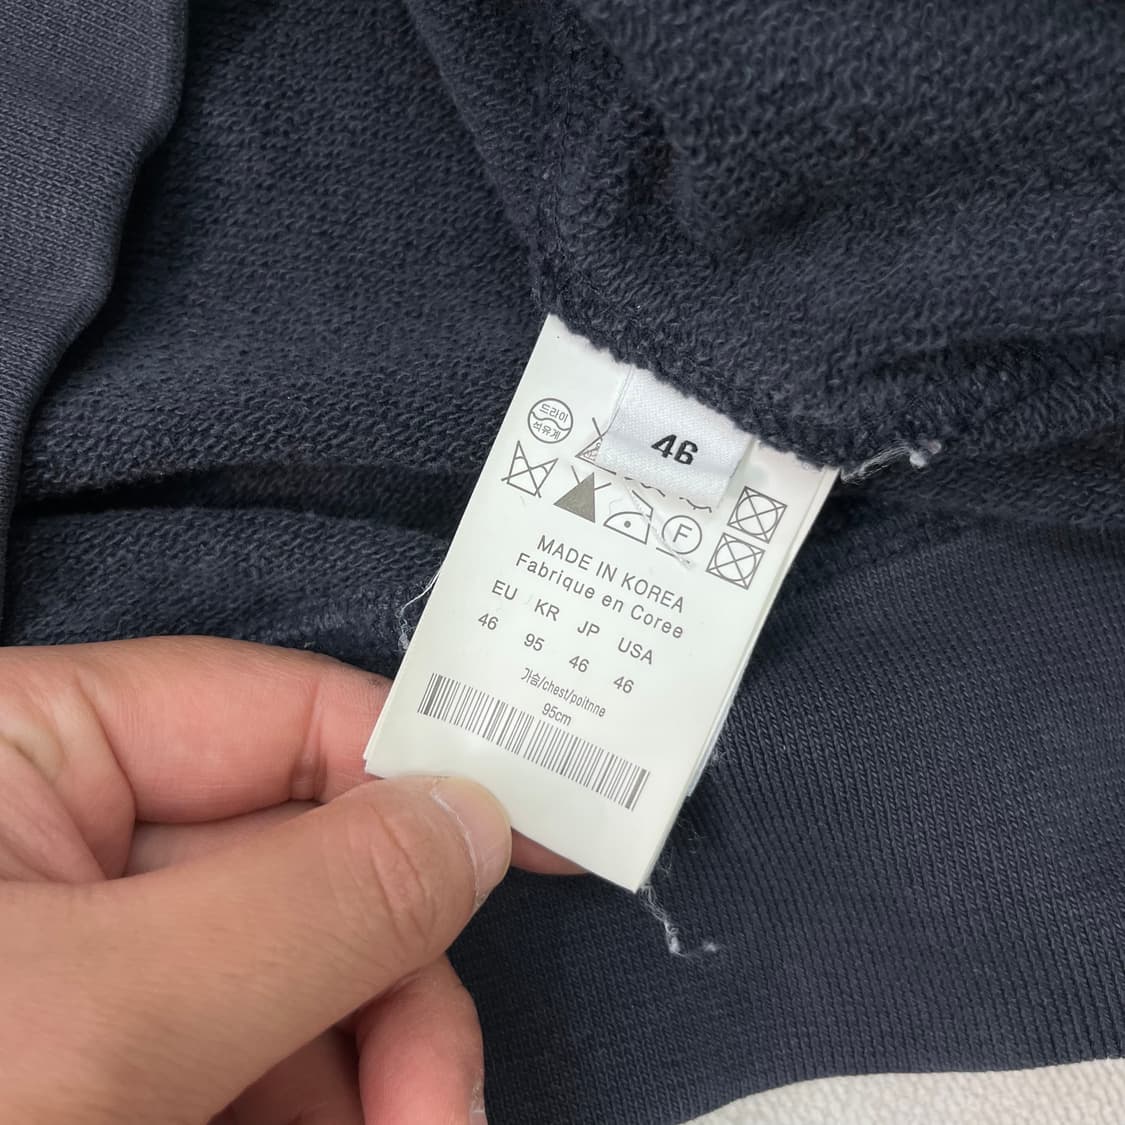 46
드라이
석유계
F
MADE IN KOREA
Fabrique en Coree
EU KR JP USA
46 95 46 46
가슴/chest/poitnne
95cm